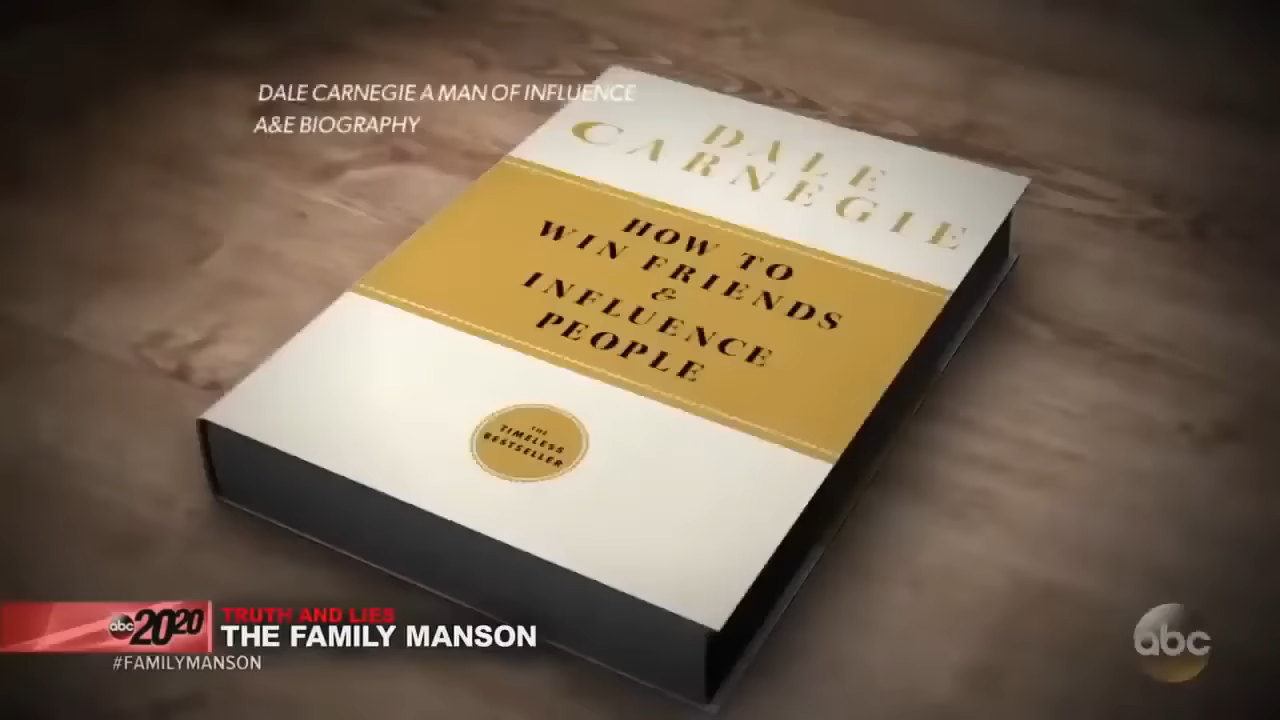 DALE CARNEGIE A MAN OF INFLUENCE
A&E BIOGRAPHY
DALE
CARNEGIE
HOW TO
WIN FRIENDS
&
INFLUENCE
PEOPLE
THE
TIMELESS
BESTSELLER
abc 20/20
TRUTH AND LIES
THE FAMILY MANSON
#FAMILYMANSON
abc